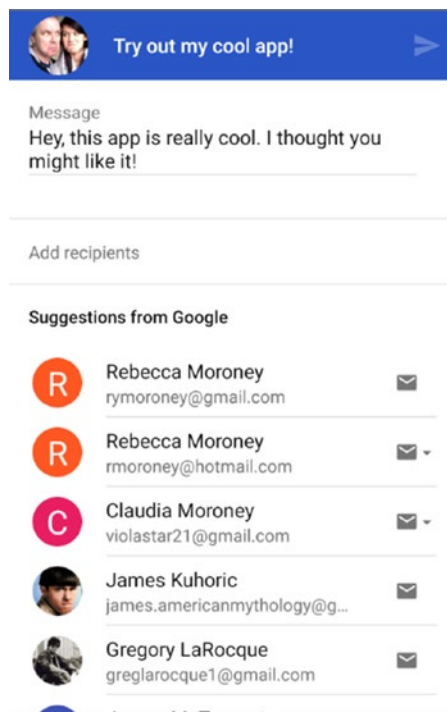 Try out my cool app!
Message
Hey, this app is really cool. I thought you
might like it!
Add recipients
Suggestions from Google
R
Rebecca Moroney
rymoroney@gmail.com
R
Rebecca Moroney
rmoroney@hotmail.com
C
Claudia Moroney
violastar21@gmail.com
James Kuhoric
james.americanmythology@g...
Gregory LaRocque
greglarocque1@gmail.com